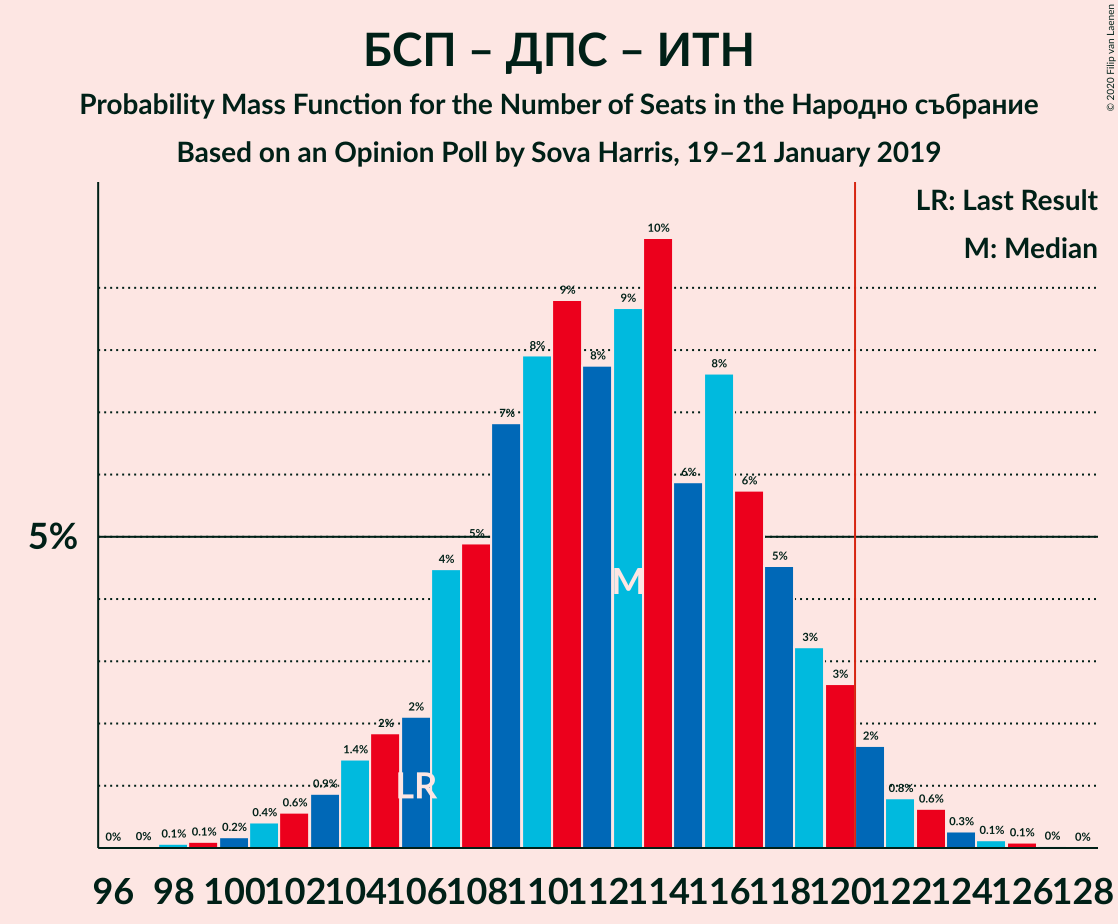 БСП – ДПС – ИТН
Probability Mass Function for the Number of Seats in the Народно събрание
Based on an Opinion Poll by Sova Harris, 19–21 January 2019
© 2020 Filip van Laenen
LR: Last Result
M: Median
5%
0% 0% 0.1% 0.1% 0.2% 0.4% 0.6% 0.9% 1.4% 2% 2% 4% 5% 7% 8% 9% 8% 9% 10% 6% 8% 6% 5% 3% 3% 2% 0.8% 0.6% 0.3% 0.1% 0.1% 0% 0%
M
LR
96 98 100 102 104 106 108 110 112 114 116 118 120 122 124 126 128